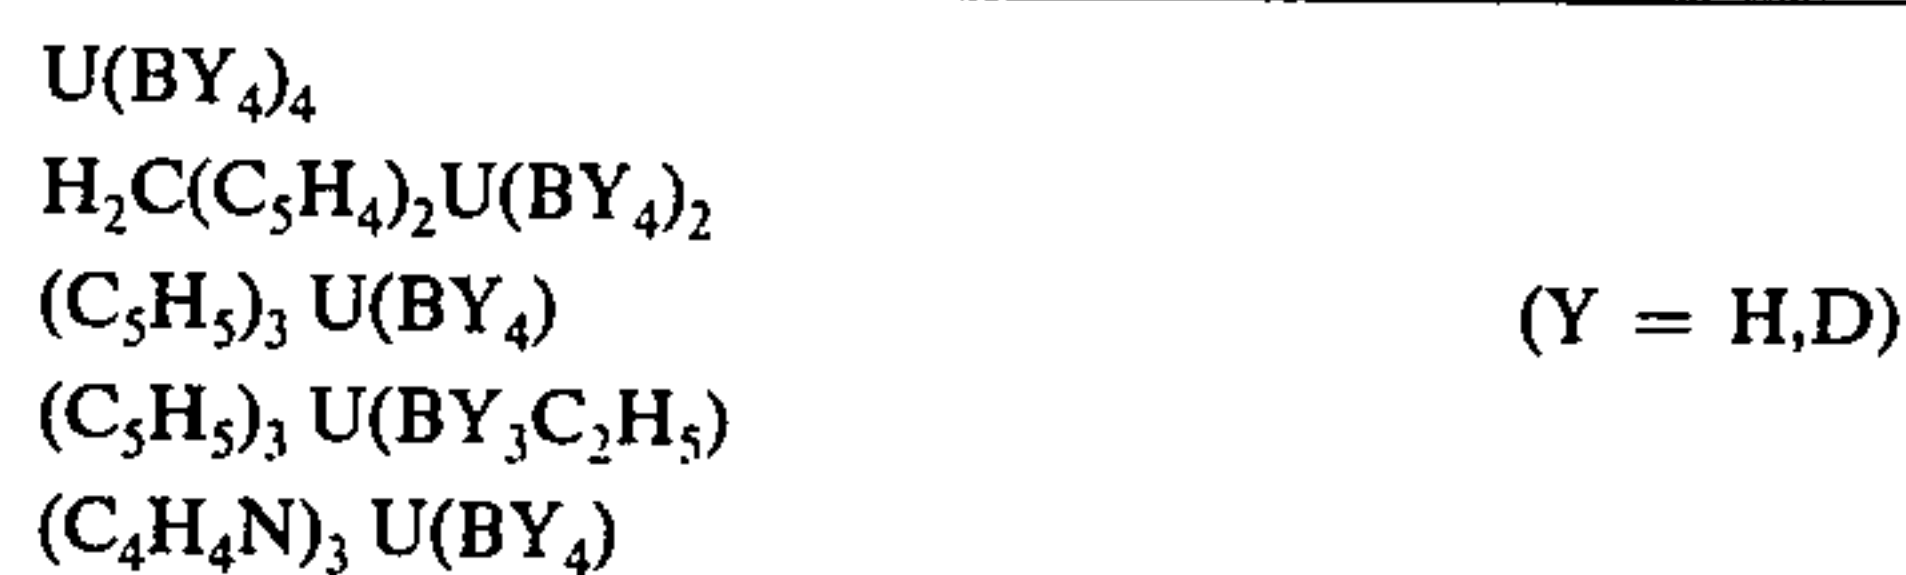 U(BY₄)₄
H₂C(C₅H₄)₂U(BY₄)₂
(C₅H₅)₃ U(BY₄) (Y = H,D)
(C₅H₅)₃ U(BY₃C₂H₅)
(C₄H₄N)₃ U(BY₄)